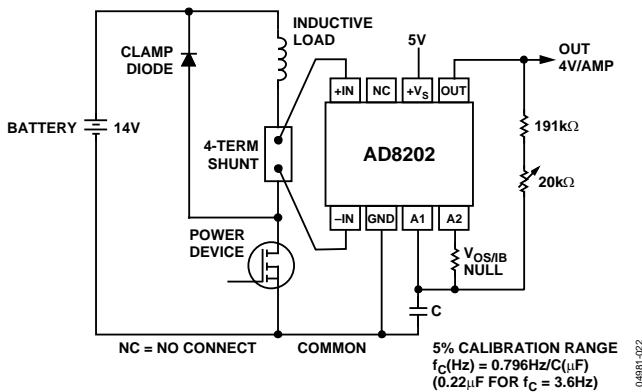 INDUCTIVE
LOAD
CLAMP
DIODE
5V
OUT
4V/AMP
+IN
NC
+VS
OUT
BATTERY
14V
4-TERM
SHUNT
AD8202
191kΩ
20kΩ
–IN
GND
A1
A2
POWER
DEVICE
VOS/IB
NULL
C
NC = NO CONNECT
COMMON
5% CALIBRATION RANGE
fC(Hz) = 0.796Hz/C(μF)
(0.22μF FOR fC = 3.6Hz)
04981-022